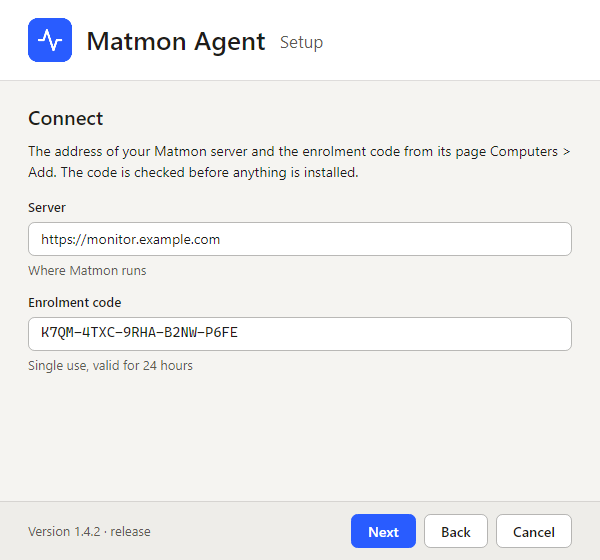 Matmon Agent Setup
Connect
The address of your Matmon server and the enrolment code from its page Computers >
Add. The code is checked before anything is installed.
Server
https://monitor.example.com
Where Matmon runs
Enrolment code
K7QM-4TXC-9RHA-B2NW-P6FE
Single use, valid for 24 hours
Version 1.4.2 · release
Next
Back
Cancel